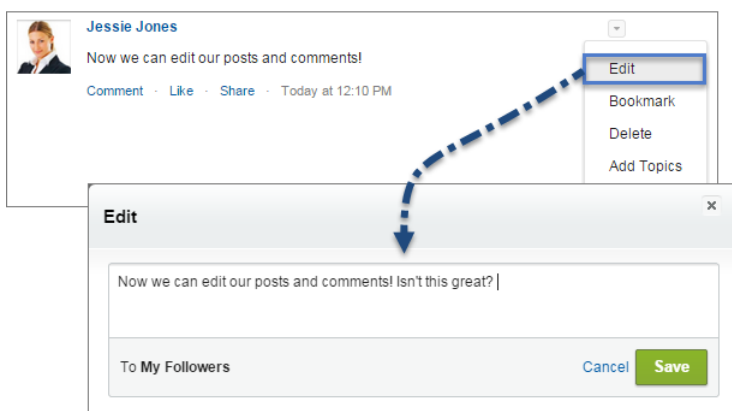 Jessie Jones
Now we can edit our posts and comments!
Comment · Like · Share · Today at 12:10 PM
Edit
Bookmark
Delete
Add Topics
Edit
Now we can edit our posts and comments! Isn't this great?
To My Followers
Cancel
Save